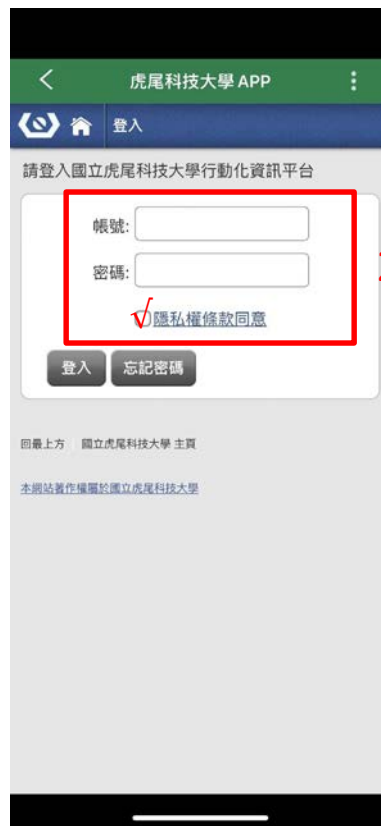 虎尾科技大學 APP
登入
請登入國立虎尾科技大學行動化資訊平台
帳號:
密碼:
隱私權條款同意
登入 忘記密碼
回最上方 國立虎尾科技大學 主頁
本網站著作權屬於國立虎尾科技大學